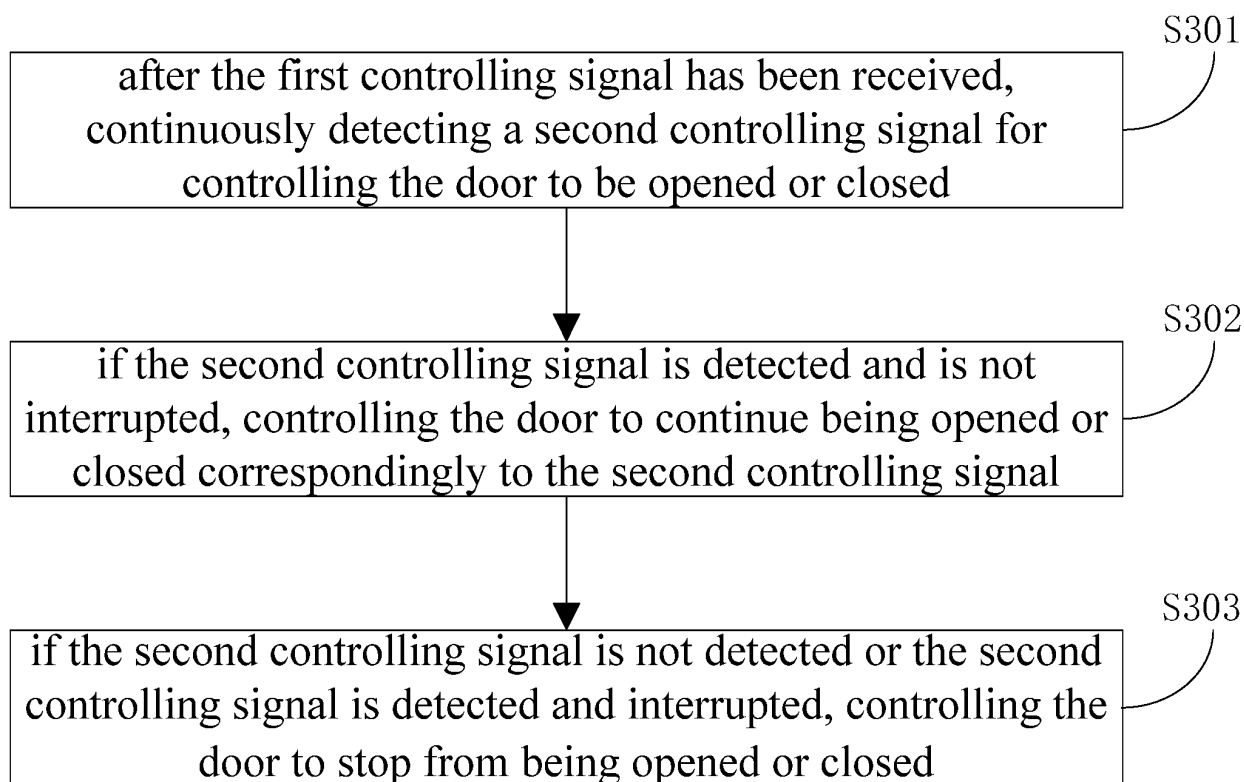 S301
after the first controlling signal has been received,
continuously detecting a second controlling signal for
controlling the door to be opened or closed
S302
if the second controlling signal is detected and is not
interrupted, controlling the door to continue being opened or
closed correspondingly to the second controlling signal
S303
if the second controlling signal is not detected or the second
controlling signal is detected and interrupted, controlling the
door to stop from being opened or closed